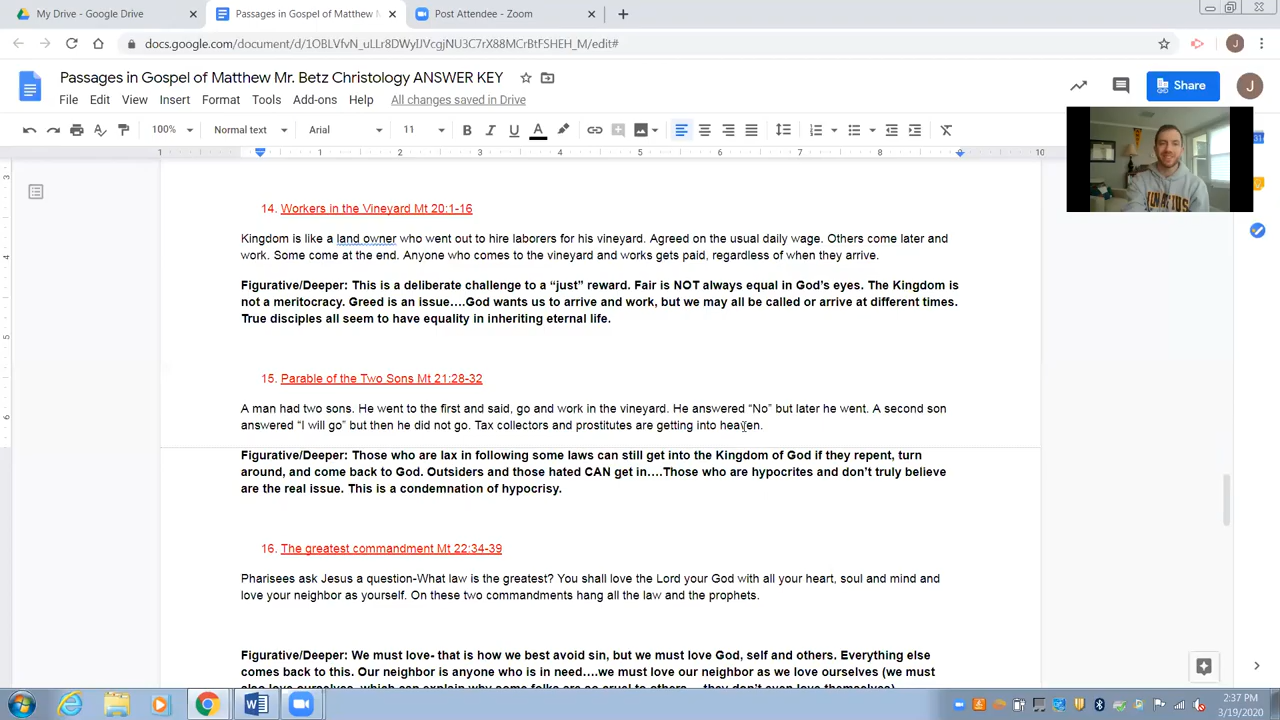 My Drive - Google Drive
Passages in Gospel of Matthew M
Post Attendee - Zoom
docs.google.com/document/d/1OBLVfvN_uLLr8DWyIJVcgjNU3C7rX88MCrBtFSHEH_M/edit#
Passages in Gospel of Matthew Mr. Betz Christology ANSWER KEY
File Edit View Insert Format Tools Add-ons Help All changes saved in Drive
Share
J
100% Normal text Arial 11
14. Workers in the Vineyard Mt 20:1-16
Kingdom is like a land owner who went out to hire laborers for his vineyard. Agreed on the usual daily wage. Others come later and
work. Some come at the end. Anyone who comes to the vineyard and works gets paid, regardless of when they arrive.
Figurative/Deeper: This is a deliberate challenge to a “just” reward. Fair is NOT always equal in God’s eyes. The Kingdom is
not a meritocracy. Greed is an issue….God wants us to arrive and work, but we may all be called or arrive at different times.
True disciples all seem to have equality in inheriting eternal life.
15. Parable of the Two Sons Mt 21:28-32
A man had two sons. He went to the first and said, go and work in the vineyard. He answered “No” but later he went. A second son
answered “I will go” but then he did not go. Tax collectors and prostitutes are getting into heaven.
Figurative/Deeper: Those who are lax in following some laws can still get into the Kingdom of God if they repent, turn
around, and come back to God. Outsiders and those hated CAN get in….Those who are hypocrites and don’t truly believe
are the real issue. This is a condemnation of hypocrisy.
16. The greatest commandment Mt 22:34-39
Pharisees ask Jesus a question-What law is the greatest? You shall love the Lord your God with all your heart, soul and mind and
love your neighbor as yourself. On these two commandments hang all the law and the prophets.
Figurative/Deeper: We must love- that is how we best avoid sin, but we must love God, self and others. Everything else
comes back to this. Our neighbor is anyone who is in need….we must love our neighbor as we love ourselves (we must
2:37 PM
3/19/2020